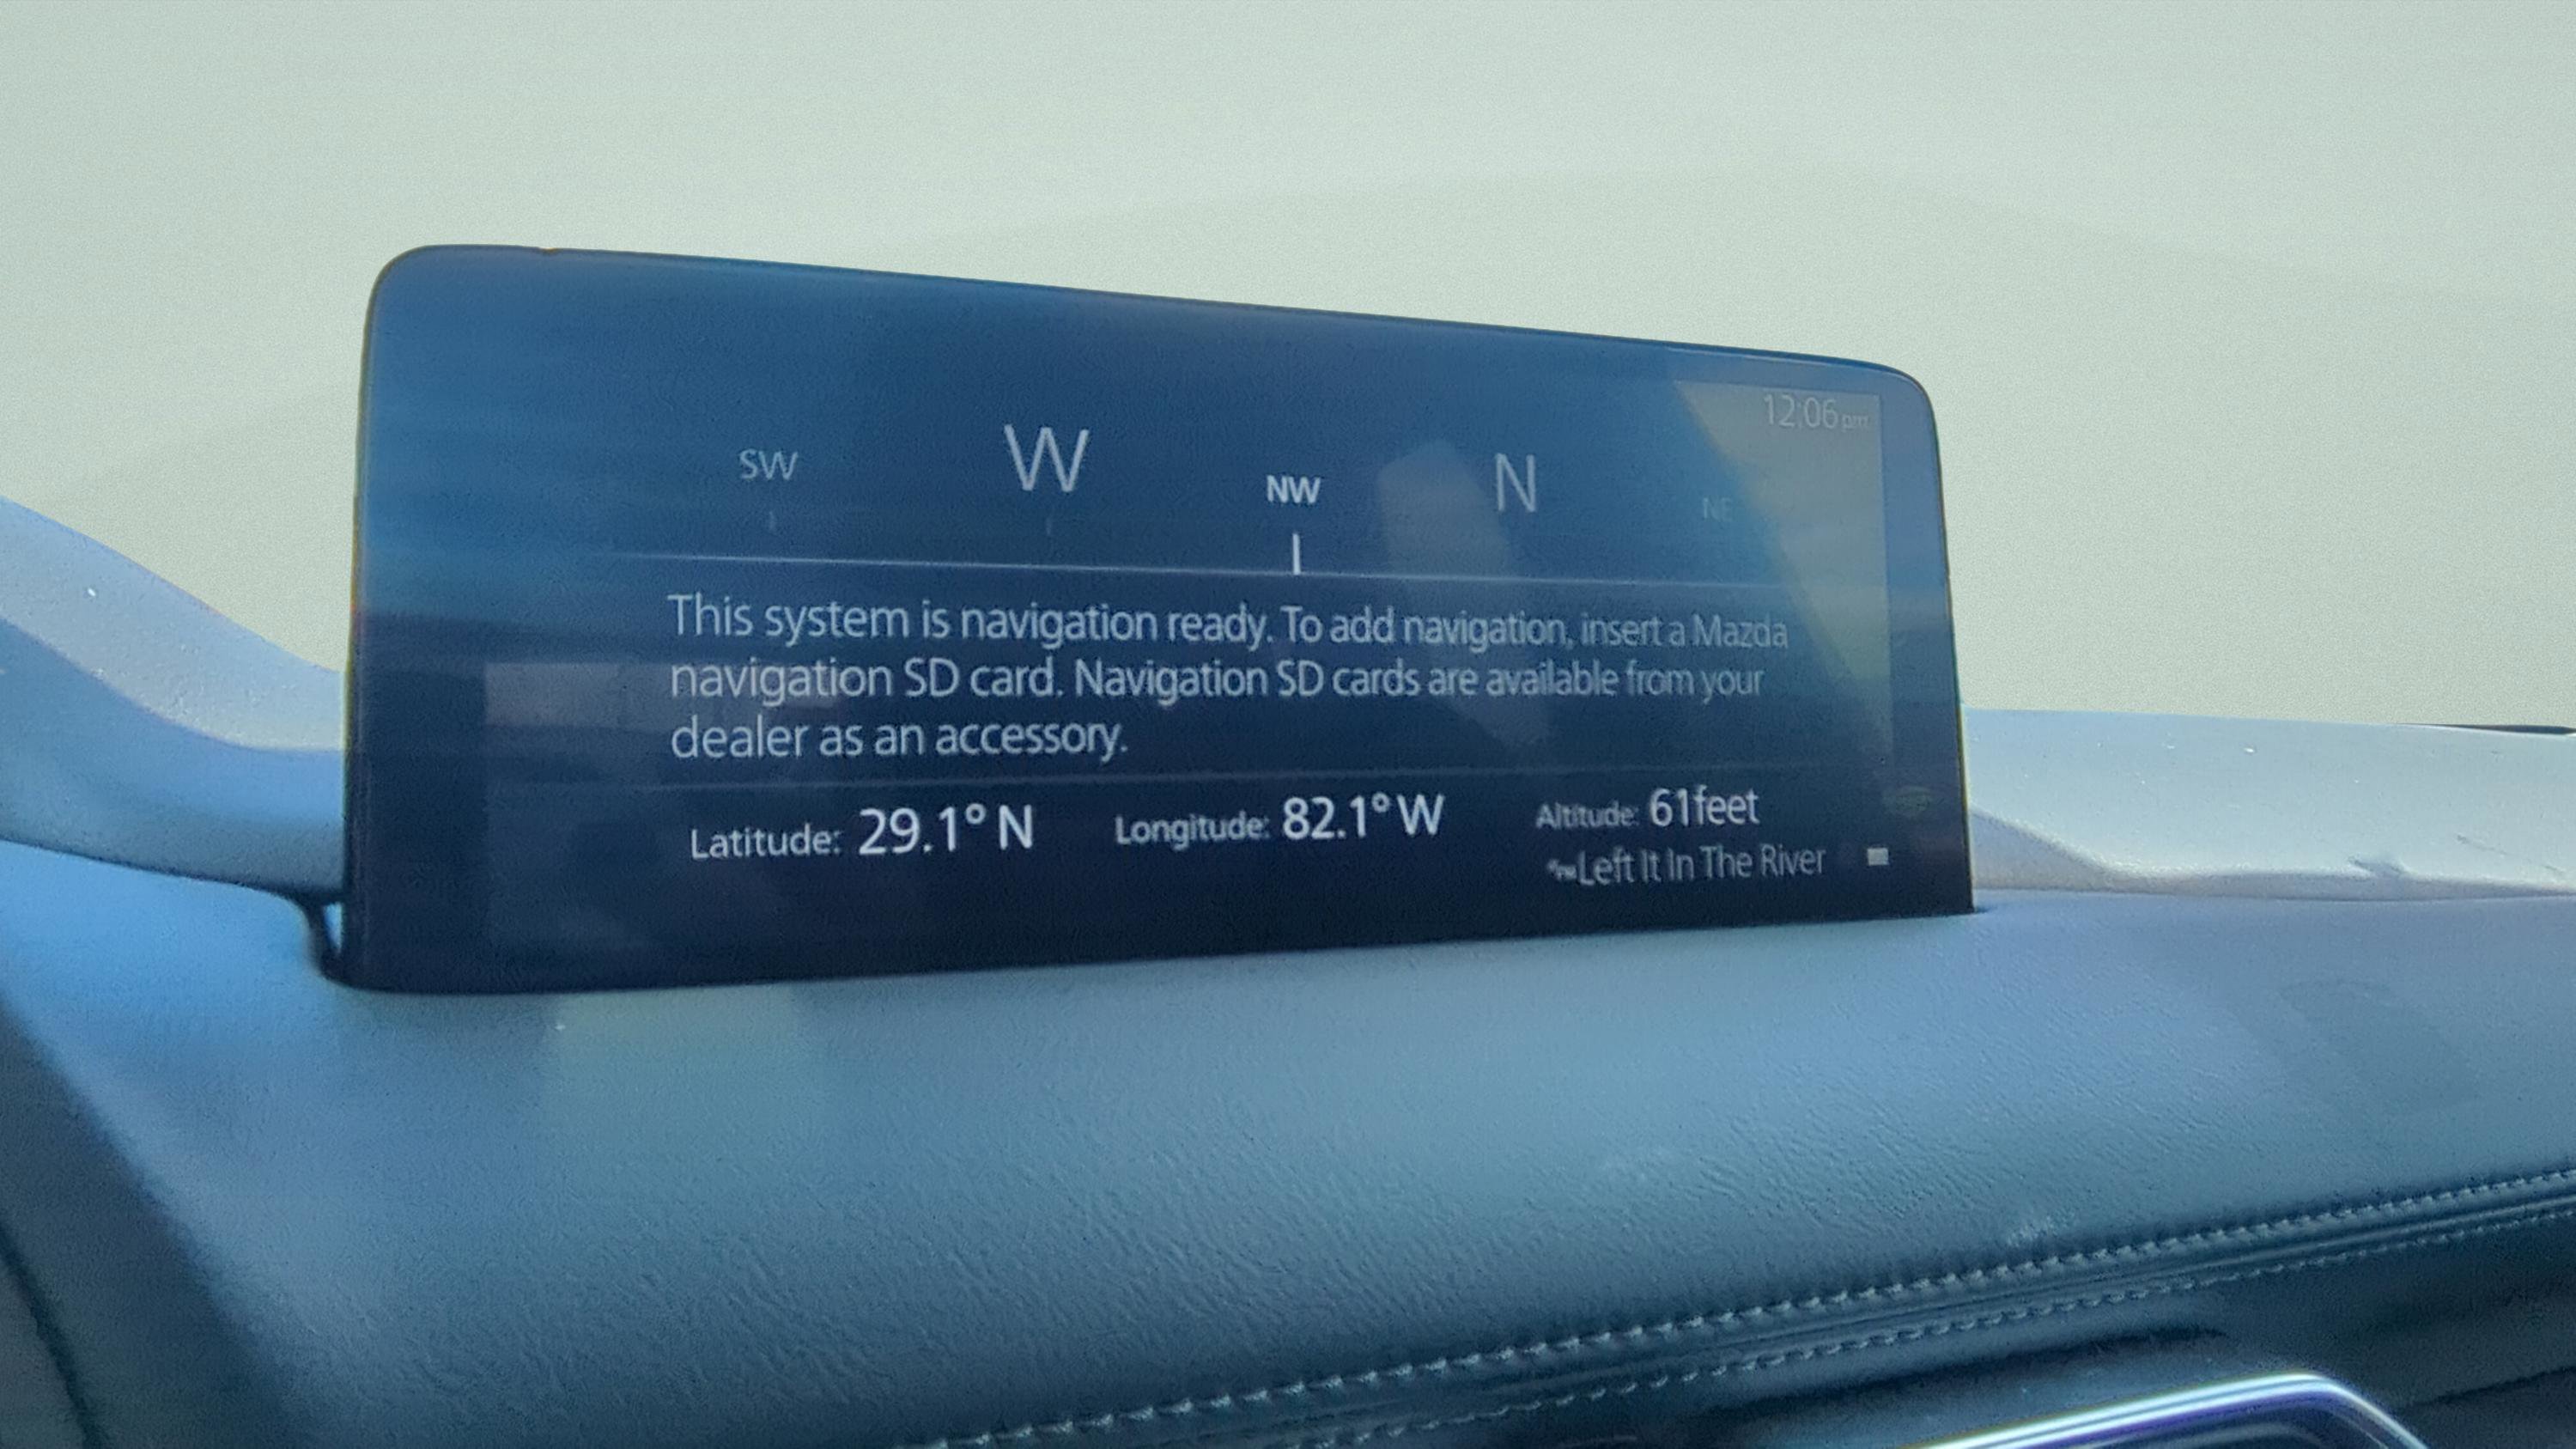 12:06 pm
SW W NW N NE
This system is navigation ready. To add navigation, insert a Mazda
navigation SD card. Navigation SD cards are available from your
dealer as an accessory.
Latitude: 29.1° N Longitude: 82.1° W Altitude: 61feet
Left It In The River